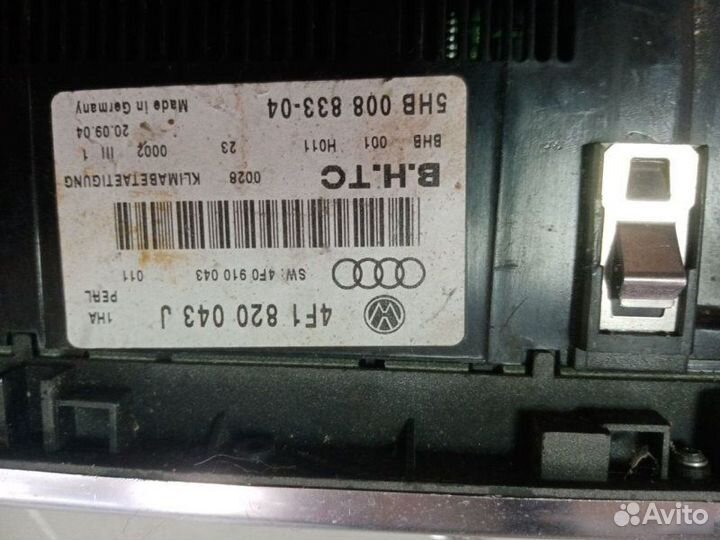 4F1 820 043 J
1HA
PERL
SW: 4F0 910 043
011
B.H.TC
0028 KLIMABETAETIGUNG
BHB 001 H011 23 0002 III 1
20.09.04
5HB 008 833-04
Made in Germany
Avito